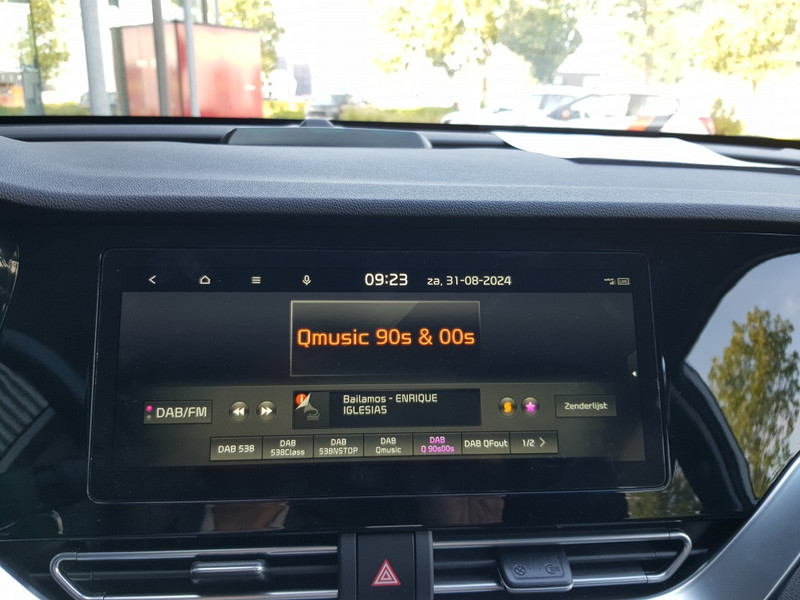 09:23 za, 31-08-2024
Qmusic 90s & 00s
DAB/FM
Bailamos - ENRIQUE
IGLESIAS
Zenderlijst
DAB 538
DAB
538Class
DAB
538NSTOP
DAB
Qmusic
DAB
Q 90s00s
DAB QFout
1/2